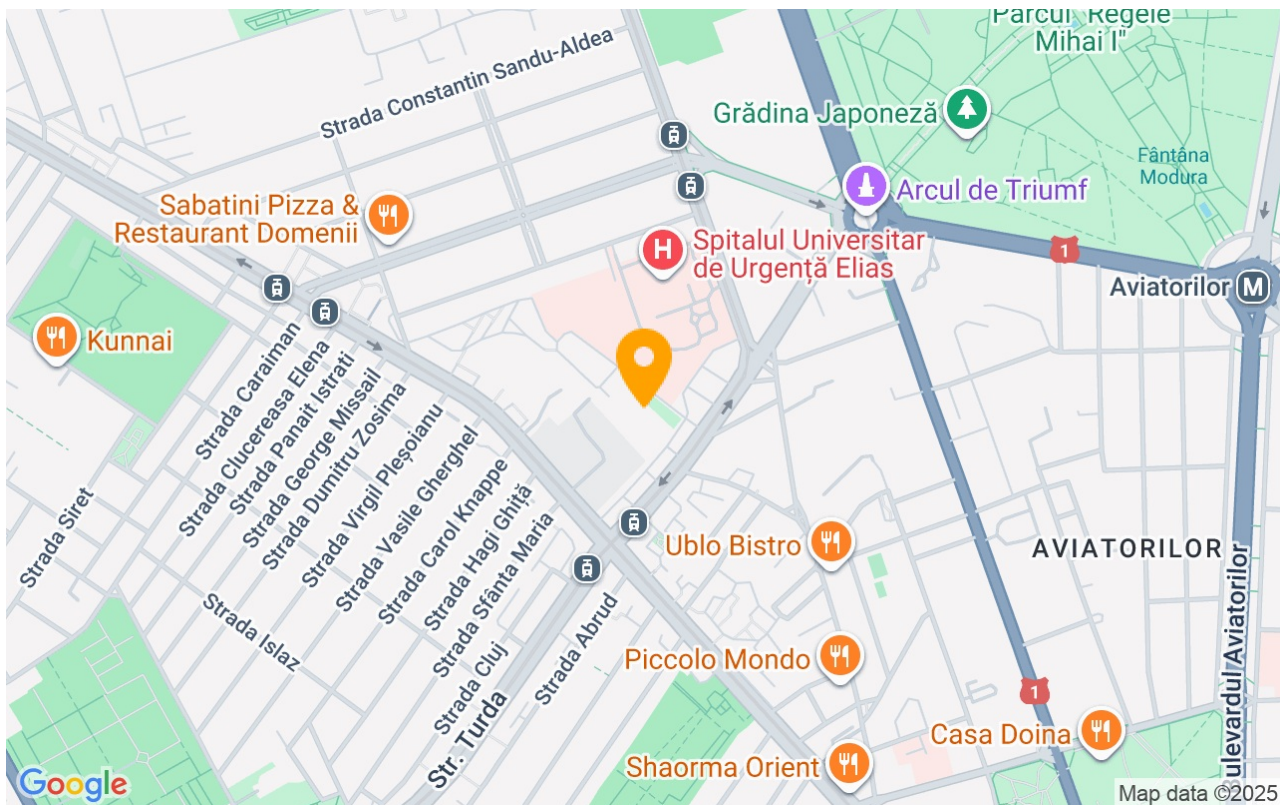 Parcul "Regele
Mihai I"
Strada Constantin Sandu-Aldea
Grădina Japoneză
Fântâna
Modura
Arcul de Triumf
Sabatini Pizza &
Restaurant Domenii
H
Spitalul Universitar
de Urgență Elias
1
Aviatorilor
M
Kunnai
Strada Caraiman
Strada Clucereasa Elena
Strada Panait Istrati
Strada George Missail
Strada Dumitru Zosima
Strada Virgil Pleșoianu
Strada Vasile Gherghel
Strada Carol Knappe
Strada Hagi Ghiță
Strada Sfânta Maria
Strada Cluj
Strada Siret
Strada Islaz
Str. Turda
Strada Abrud
Ublo Bistro
AVIATORILOR
Bulevardul Aviatorilor
Piccolo Mondo
1
Casa Doina
Shaorma Orient
Google
Map data ©2025